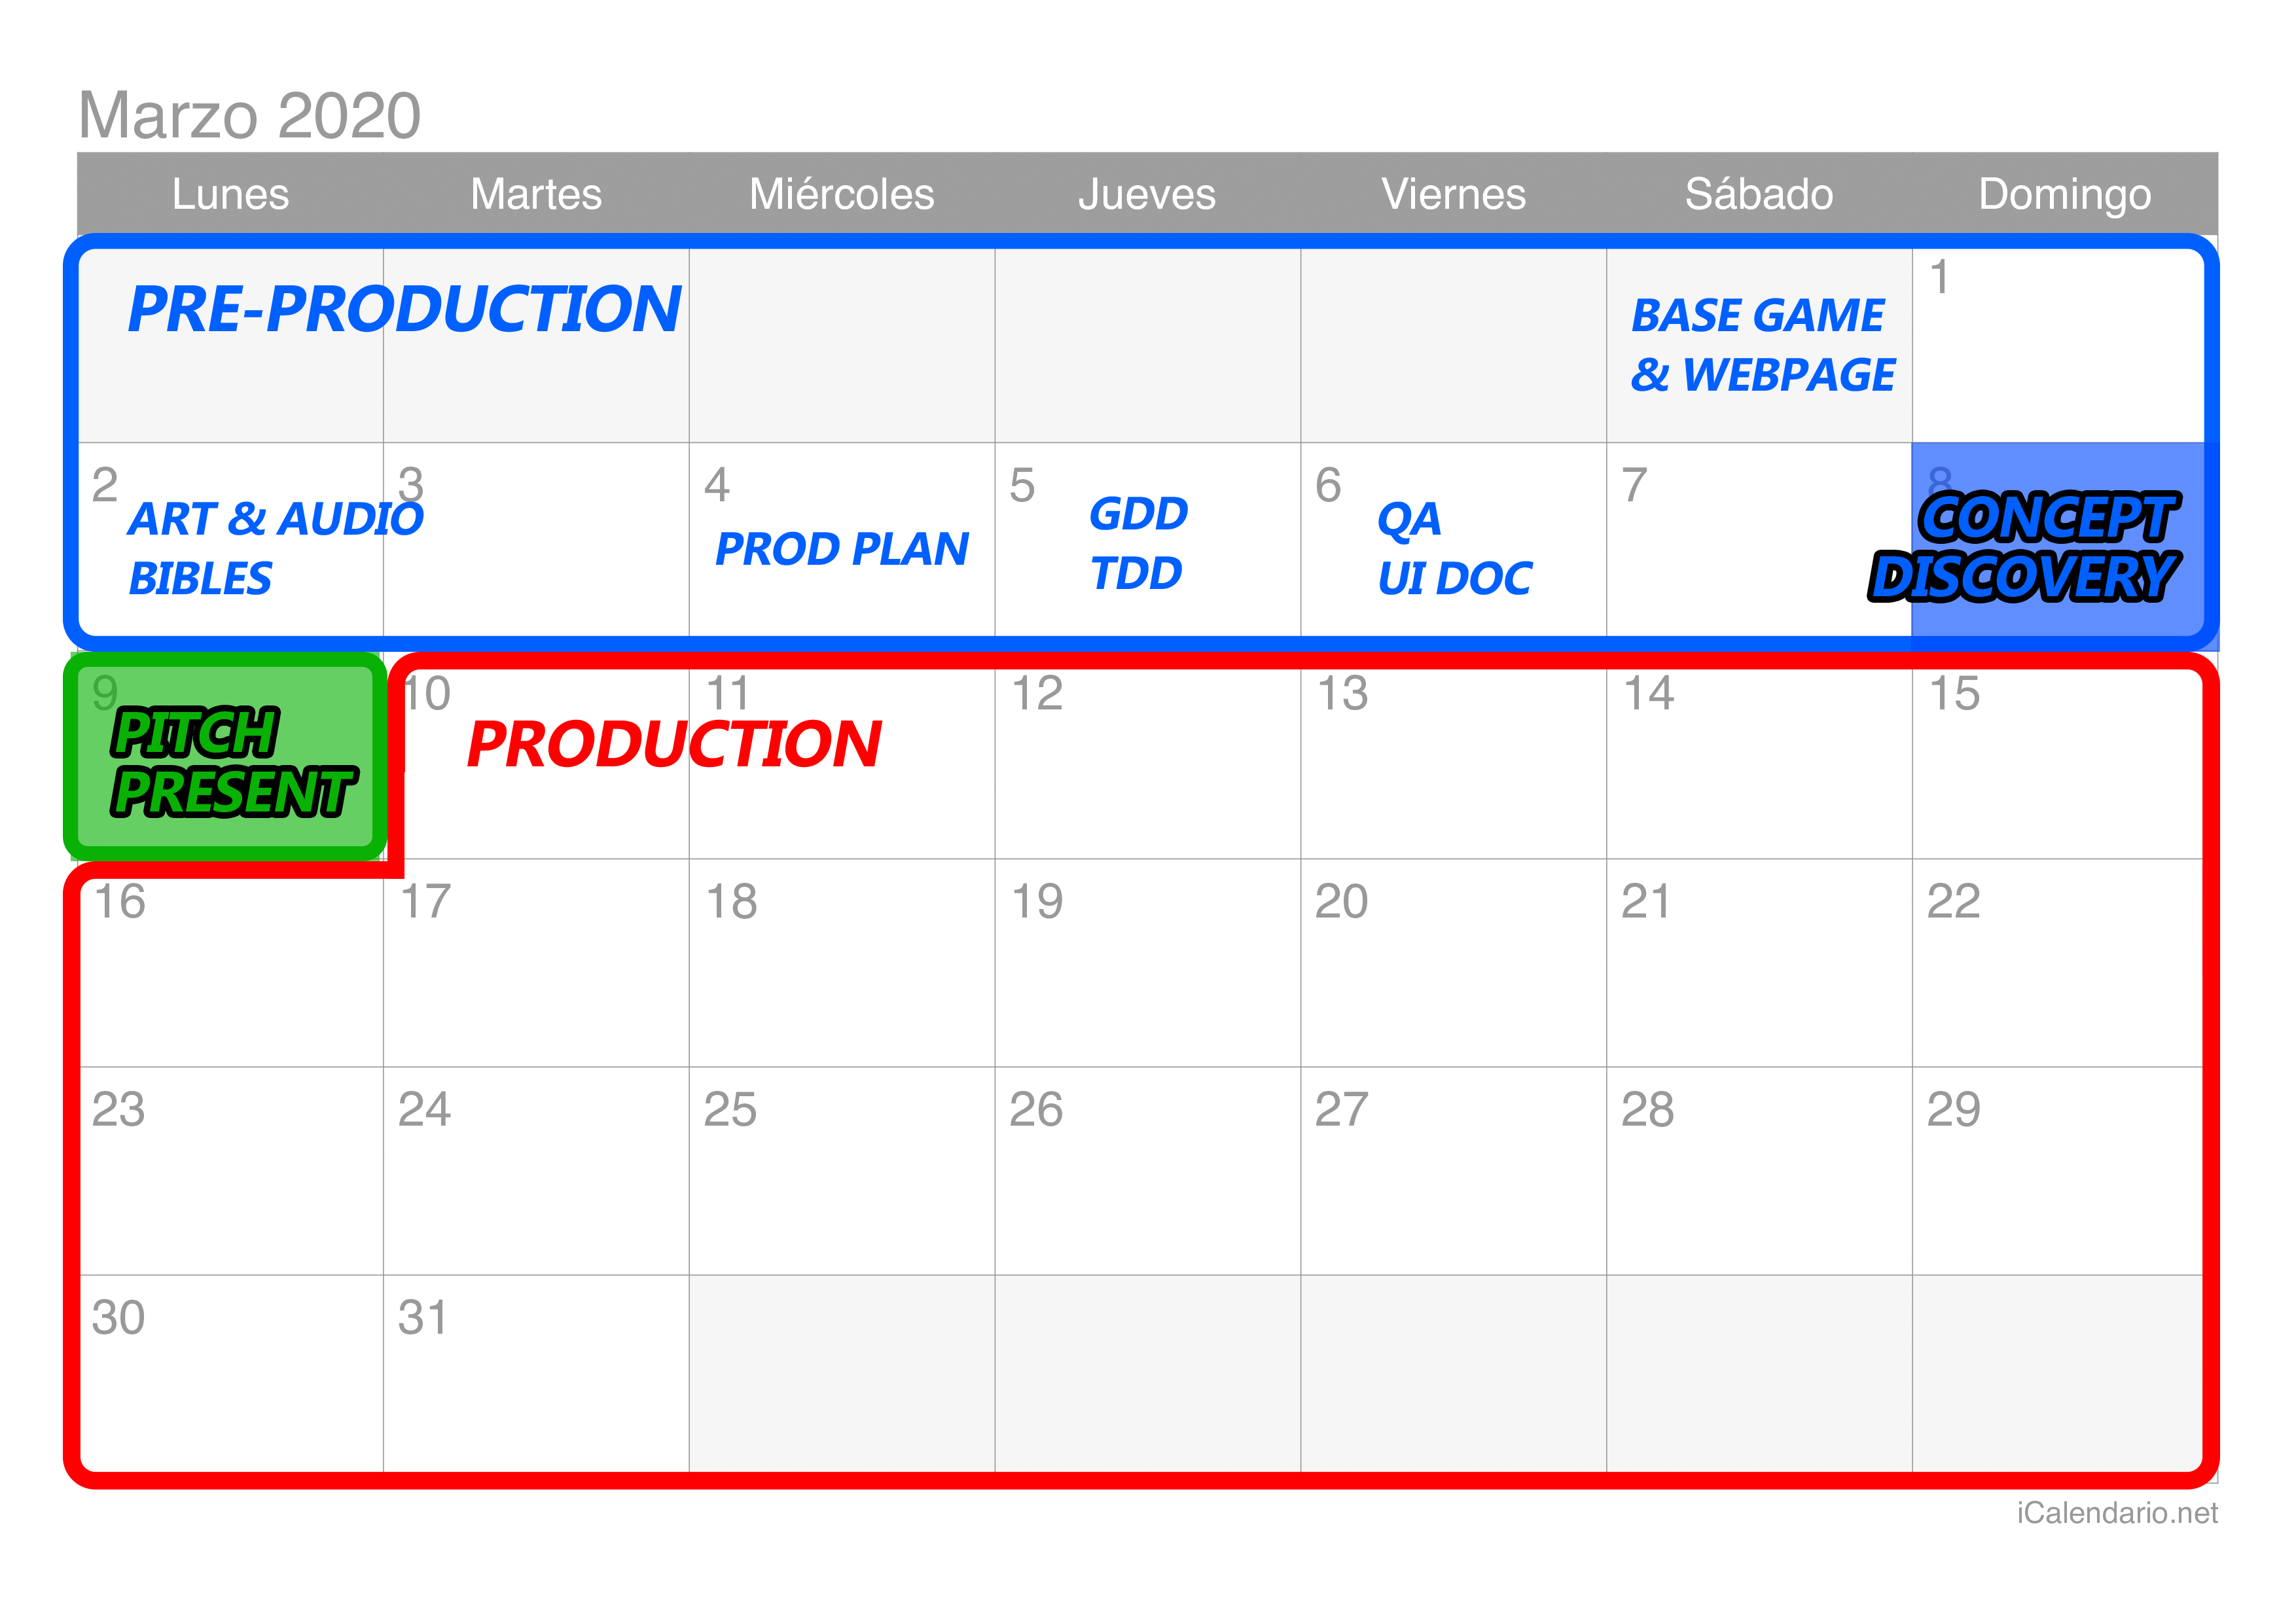 Marzo 2020
Lunes Martes Miércoles Jueves Viernes Sábado Domingo
PRE-PRODUCTION
BASE GAME
& WEBPAGE
1
2 3 4 5 6 7 8
ART & AUDIO
BIBLES
PROD PLAN
GDD
TDD
QA
UI DOC
CONCEPT
DISCOVERY
9 10 11 12 13 14 15
PITCH
PRESENT
PRODUCTION
16 17 18 19 20 21 22
23 24 25 26 27 28 29
30 31
iCalendario.net